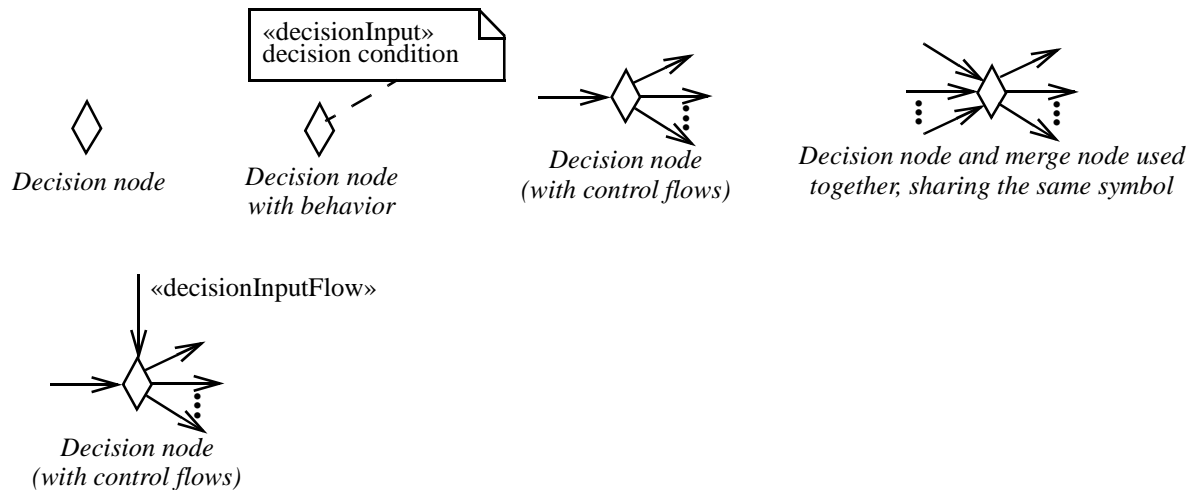 «decisionInput»
decision condition
Decision node
Decision node
with behavior
Decision node
(with control flows)
Decision node and merge node used
together, sharing the same symbol
«decisionInputFlow»
Decision node
(with control flows)